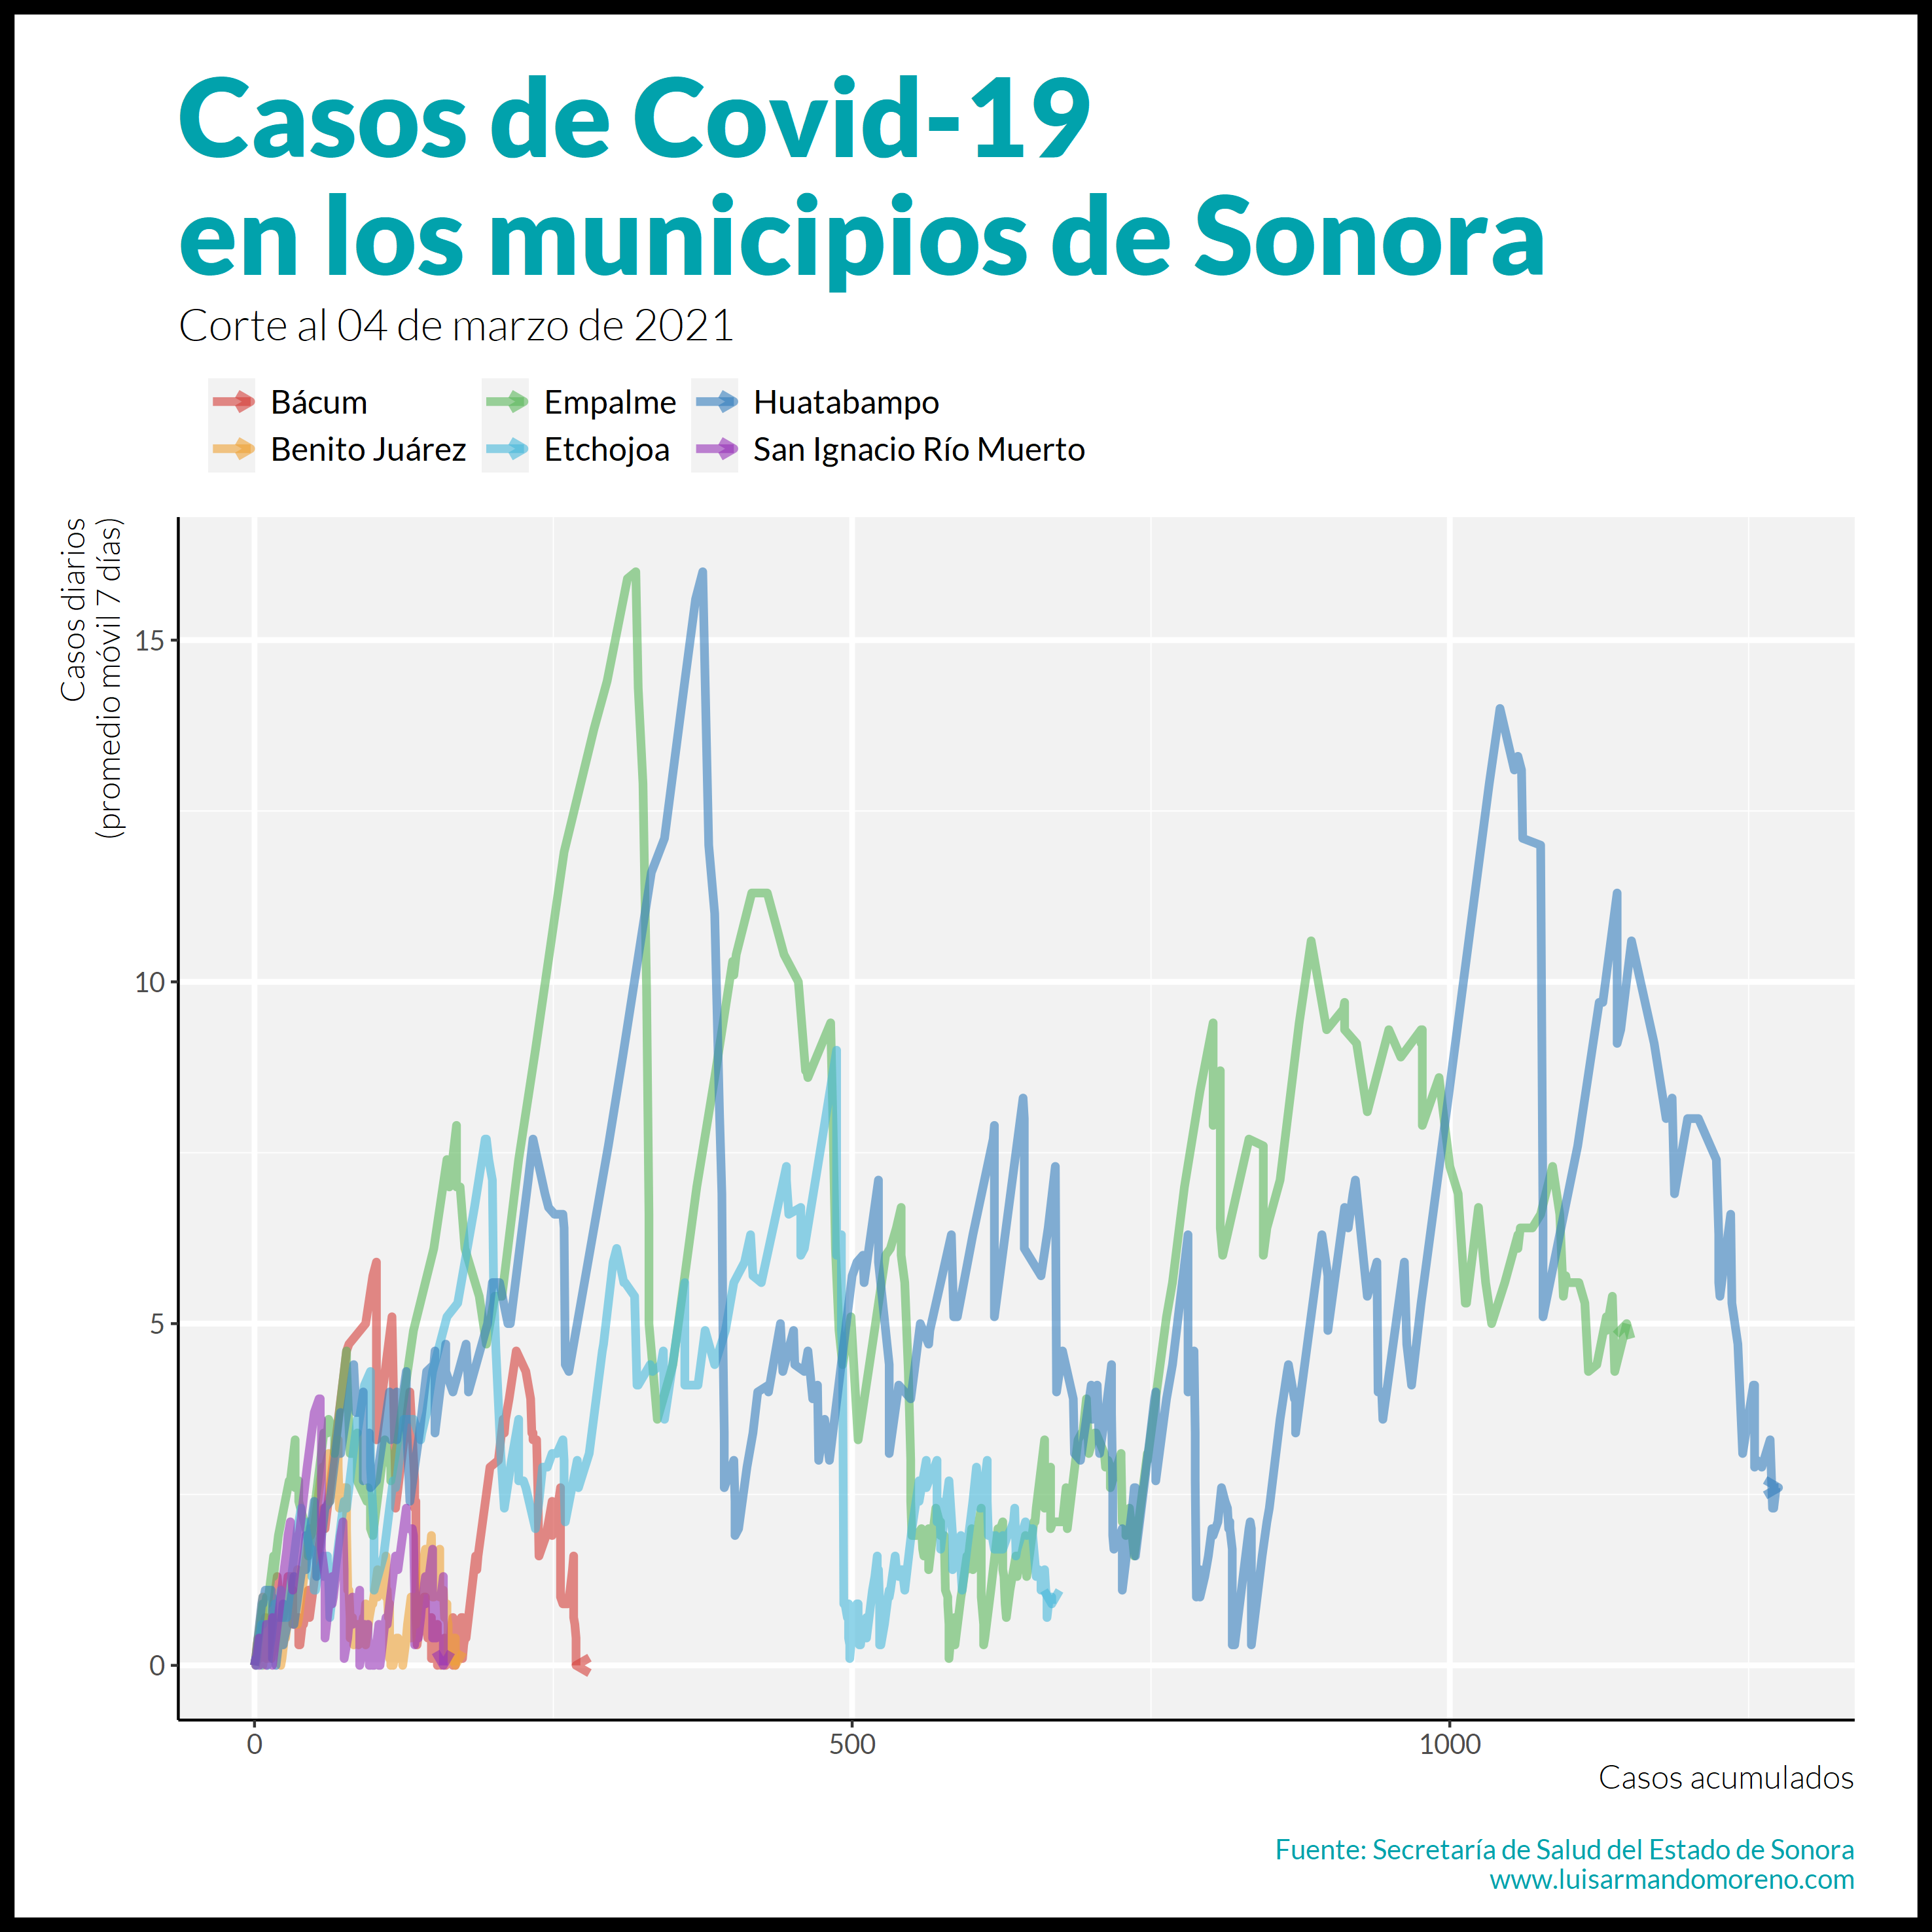 Casos de Covid-19
en los municipios de Sonora
Corte al 04 de marzo de 2021
Bácum
Empalme
Huatabampo
Benito Juárez
Etchojoa
San Ignacio Río Muerto
Casos diarios
(promedio móvil 7 días)
15
10
5
0
0
500
1000
Casos acumulados
Fuente: Secretaría de Salud del Estado de Sonora
www.luisarmandomoreno.com